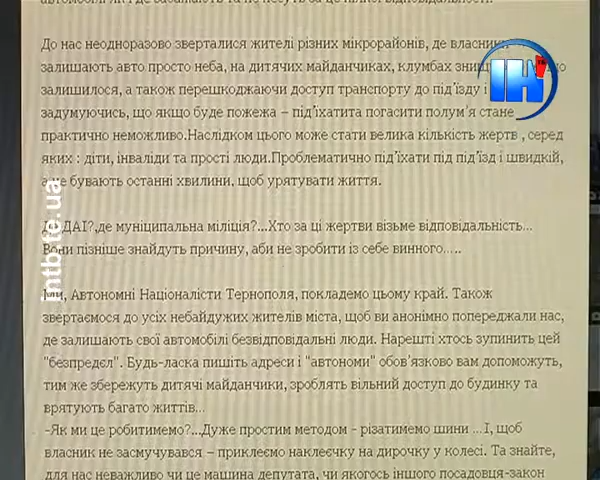 автомобілі як і де забажають та не несуть за це ніякої відповідальності.
До нас неодноразово зверталися жителі різних мікрорайонів, де власники
залишають авто просто неба, на дитячих майданчиках, клумбах
залишилося, а також перешкоджаючи доступ транспорту до під'їзду і
задумуючись, що якщо буде пожежа – під'їхатита погасити полум'я стане
практично неможливо.Наслідком цього може стати велика кількість жертв , серед
яких : діти, інваліди та прості люди.Проблематично під'їхати під під'їзд і швидкій,
а це бувають останні хвилини, щоб урятувати життя.
Де ДАІ?,де муніципальна міліція?...Хто за ці жертви візьме відповідальність...
Вони пізніше знайдуть причину, аби не зробити із себе винного.....
Ми, Автономні Націоналісти Тернополя, покладемо цьому край. Також
звертаємося до усіх небайдужих жителів міста, щоб ви анонімно попереджали нас,
де залишають свої автомобілі безвідповідальні люди. Нарешті хтось зупинить цей
"безпредєл". Будь-ласка пишіть адреси і "автономи" обов'язково вам допоможуть,
тим же збережуть дитячі майданчики, зроблять вільний доступ до будинку та
врятують багато життів...
-Як ми це робитимемо?...Дуже простим методом - різатимемо шини ...І, щоб
власник не засмучувався – приклеємо наклеєчку на дирочку у колесі. Та знайте,
для нас неважливо чи це машина депутата, чи якогось іншого посадовця-закон
ІНТБ
intb.te.ua